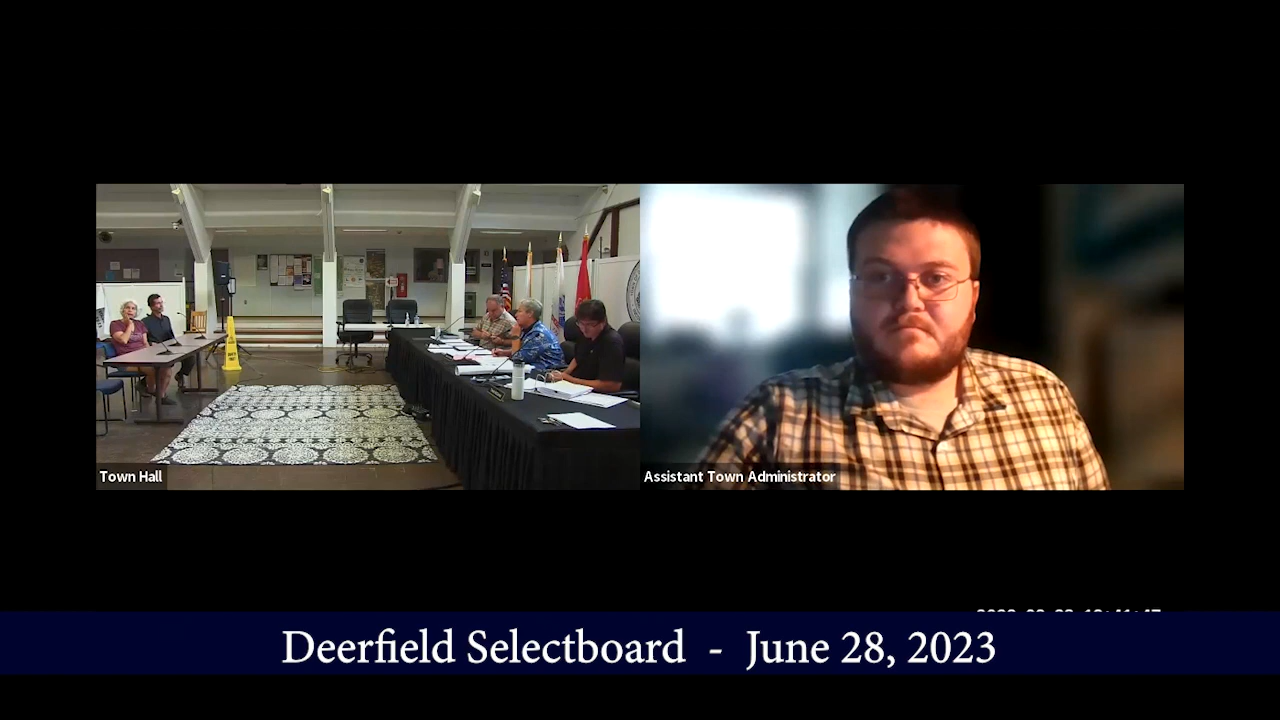 Town Hall
Assistant Town Administrator
Deerfield Selectboard - June 28, 2023